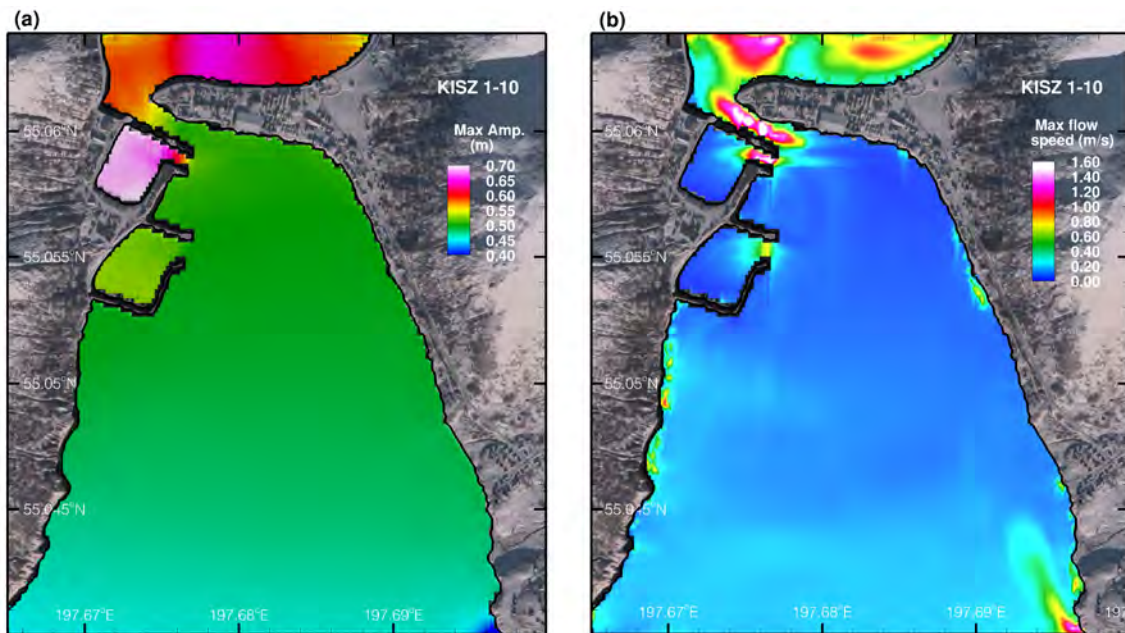 (a)
KISZ 1-10
Max Amp.
(m)
0.70
0.65
0.60
0.55
0.50
0.45
0.40
55.06°N
55.055°N
55.05°N
55.045°N
197.67°E
197.68°E
197.69°E
(b)
KISZ 1-10
Max flow
speed (m/s)
1.60
1.40
1.20
1.00
0.80
0.60
0.40
0.20
0.00
55.06°N
55.055°N
55.05°N
55.045°N
197.67°E
197.68°E
197.69°E
197.7